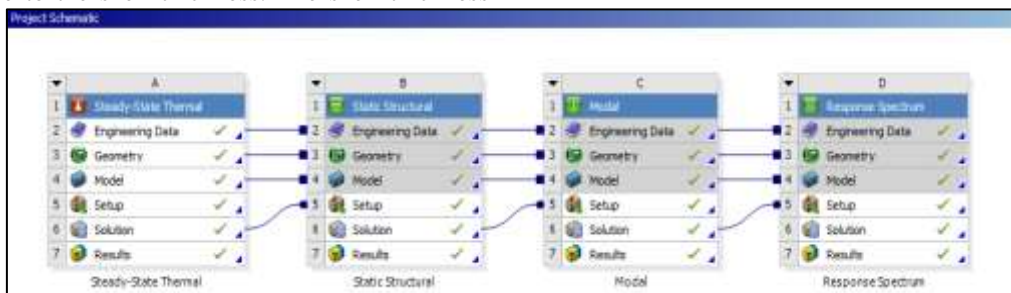 Project Schematic
A
1 Steady-State Thermal
2 Engineering Data
3 Geometry
4 Model
5 Setup
6 Solution
7 Results
Steady-State Thermal
B
1 Static Structural
2 Engineering Data
3 Geometry
4 Model
5 Setup
6 Solution
7 Results
Static Structural
C
1 Modal
2 Engineering Data
3 Geometry
4 Model
5 Setup
6 Solution
7 Results
Modal
D
1 Response Spectrum
2 Engineering Data
3 Geometry
4 Model
5 Setup
6 Solution
7 Results
Response Spectrum